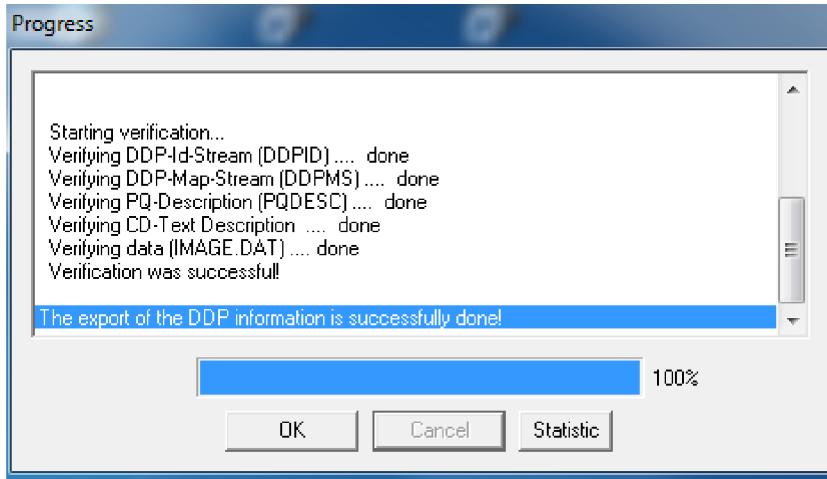 Progress
Starting verification...
Verifying DDP-Id-Stream (DDPID) .... done
Verifying DDP-Map-Stream (DDPMS) .... done
Verifying PQ-Description (PQDESC) .... done
Verifying CD-Text Description .... done
Verifying data (IMAGE.DAT) .... done
Verification was successful!
The export of the DDP information is successfully done!
100%
OK Cancel Statistic